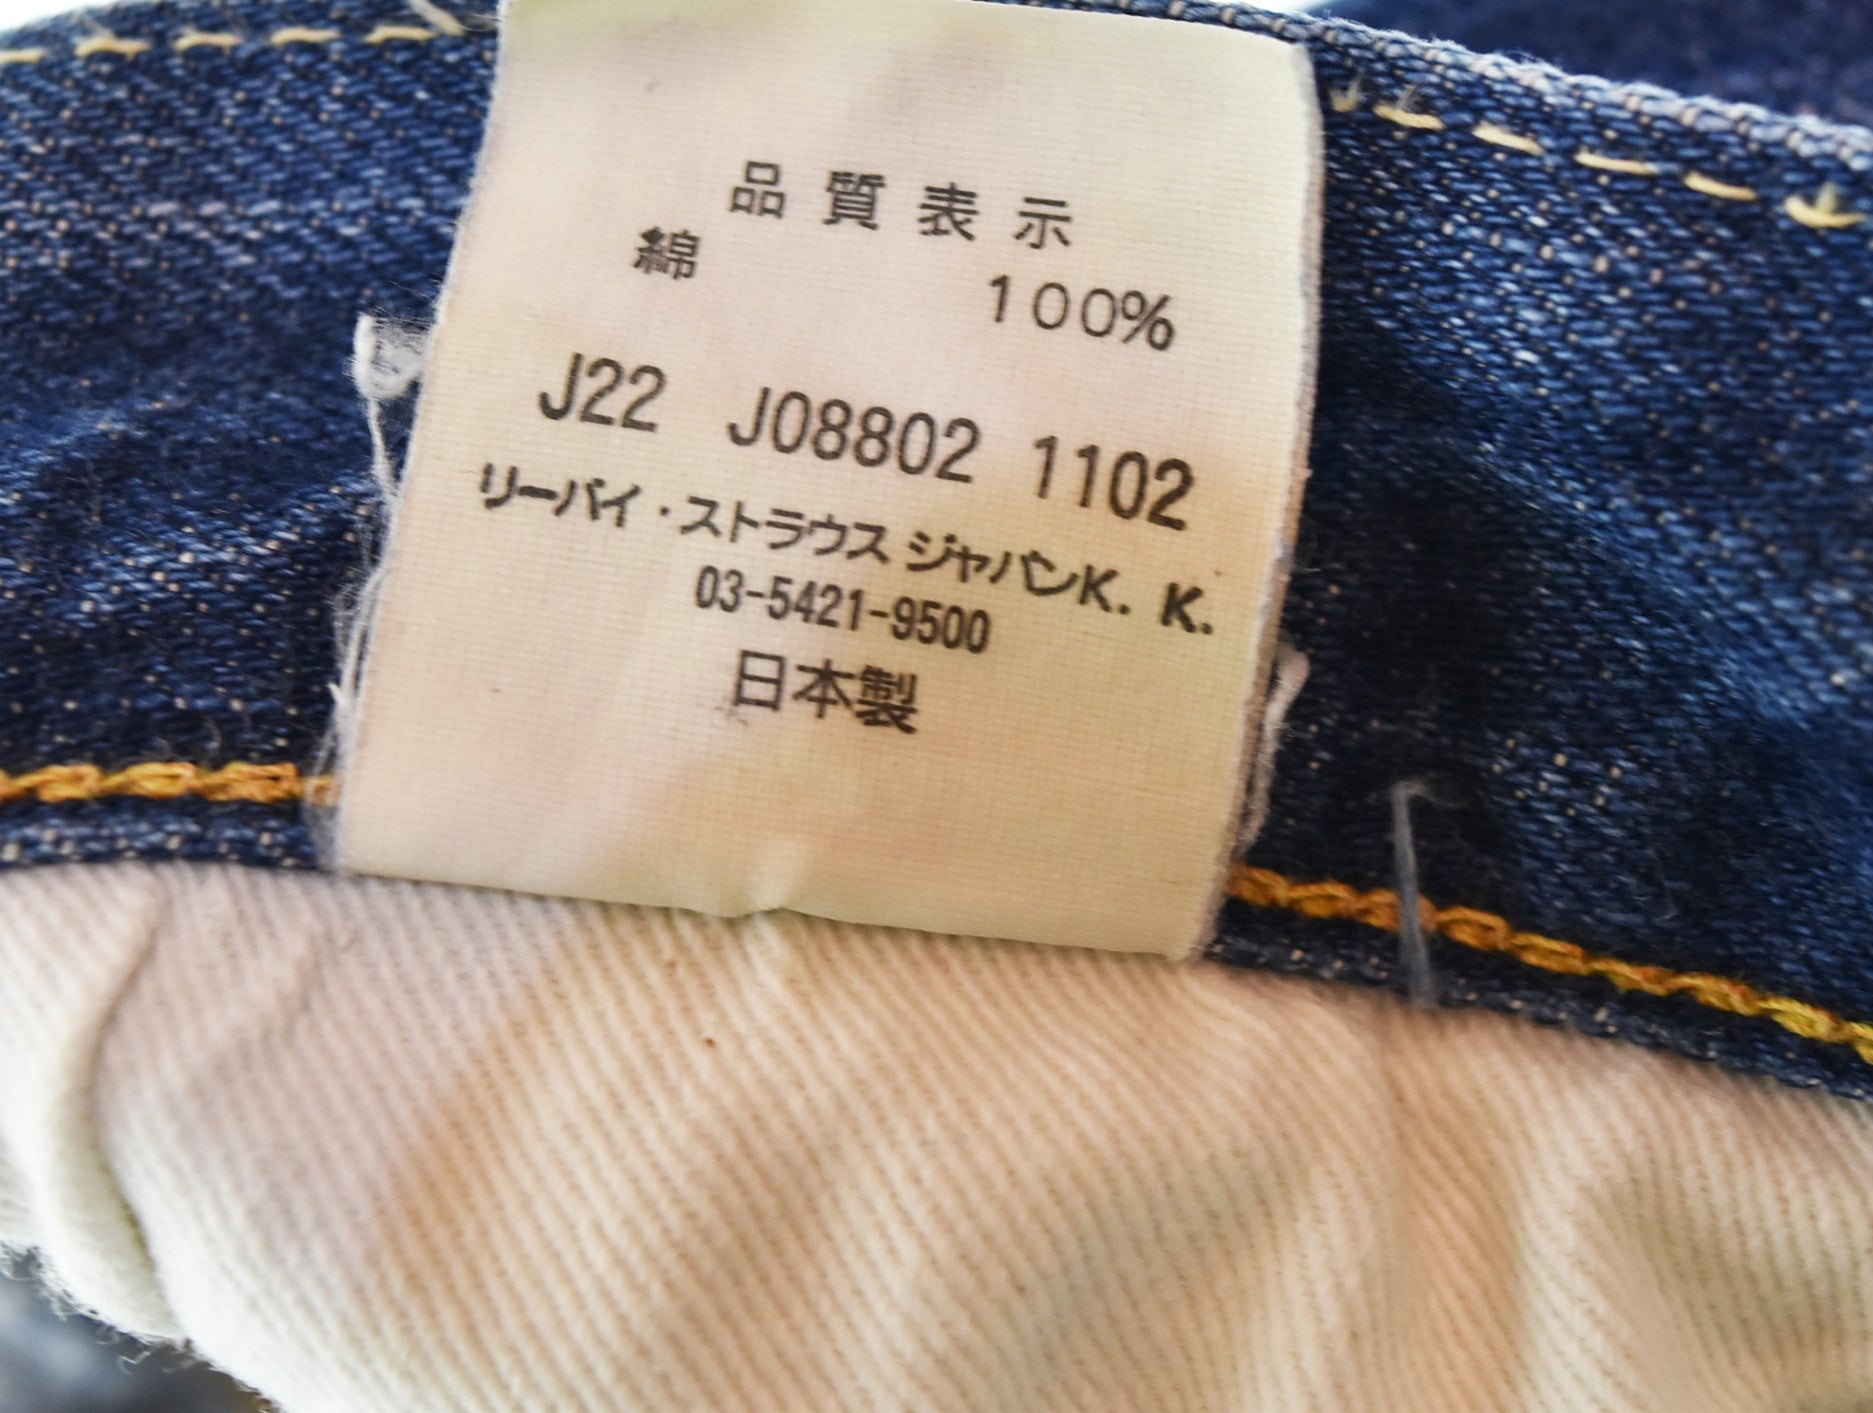 品質表示
綿 100%
J22 J08802 1102
リーバイ・ストラウス ジャパンK. K.
03-5421-9500
日本製